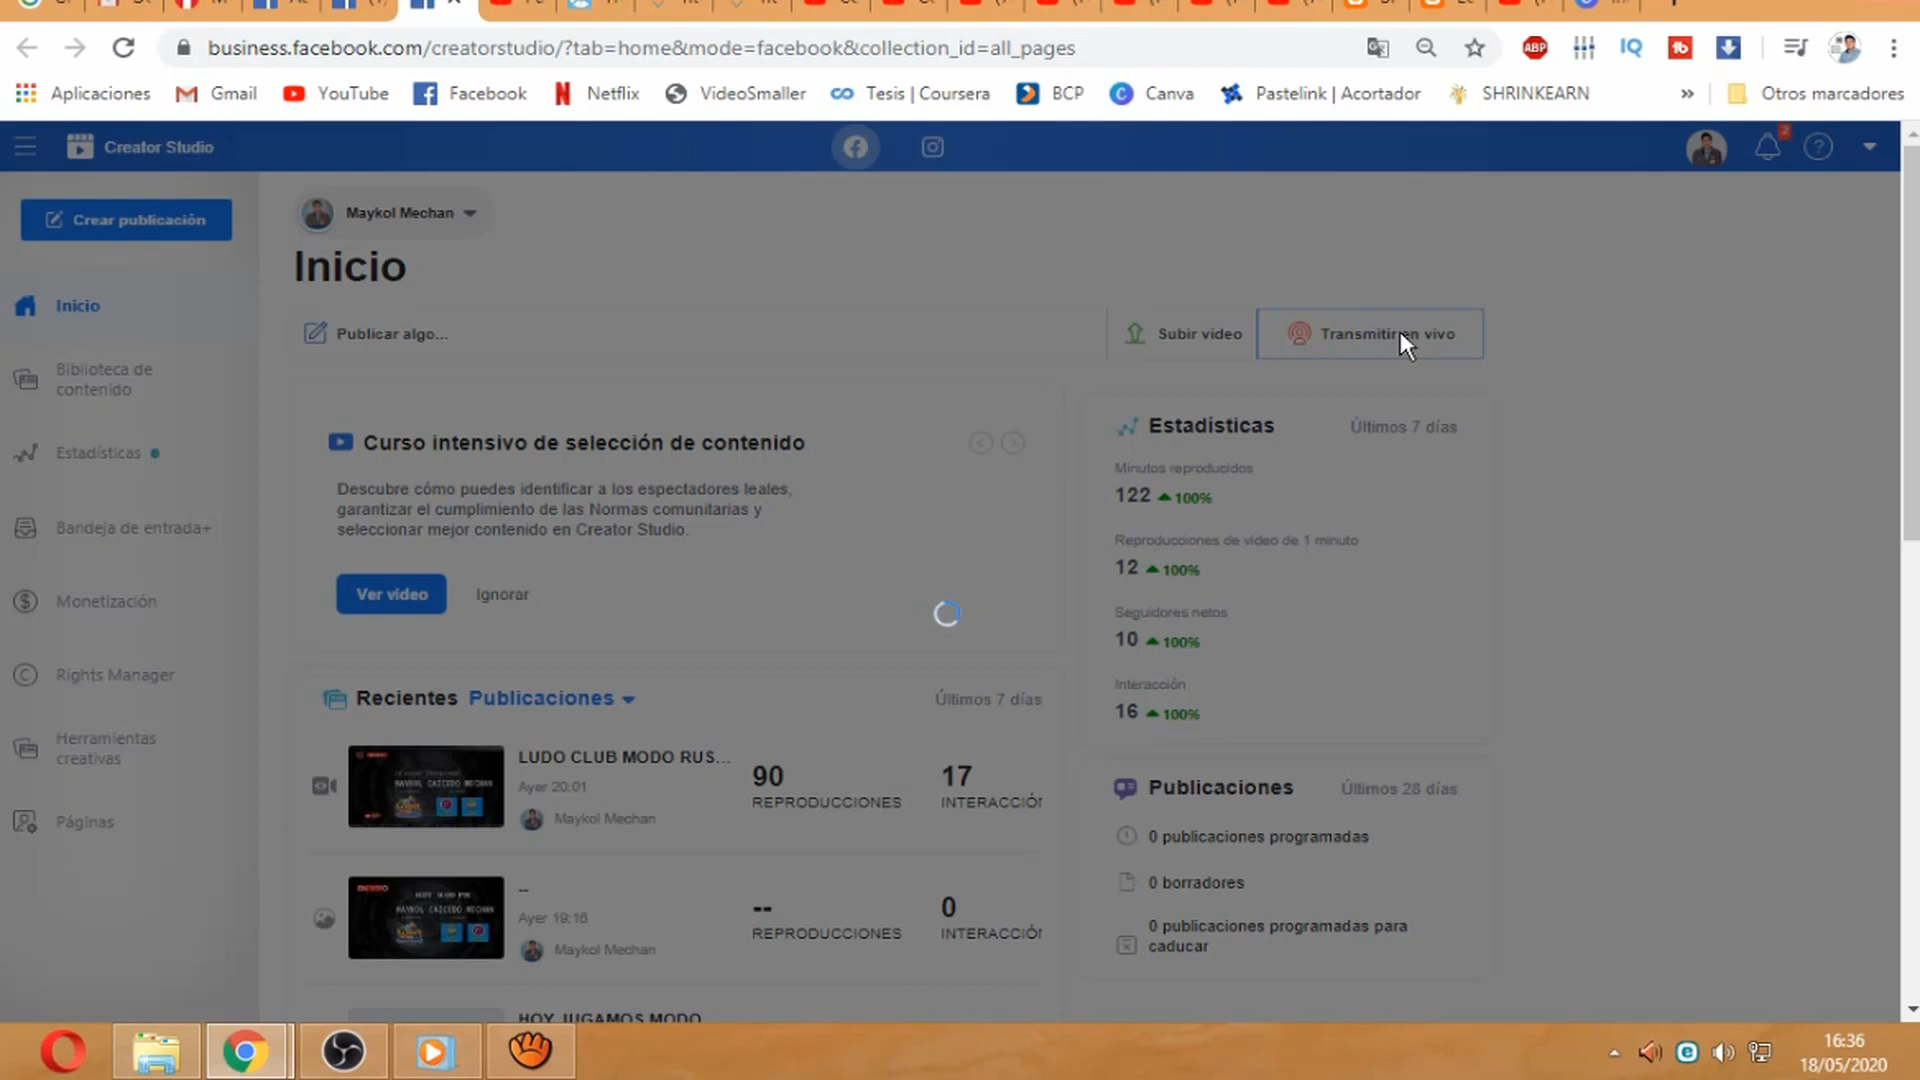 business.facebook.com/creatorstudio/?tab=home&mode=facebook&collection_id=all_pages
ABP
IQ
Aplicaciones
Gmail
YouTube
Facebook
Netflix
VideoSmaller
Tesis | Coursera
BCP
Canva
Pastelink | Acortador
SHRINKEARN
»
Otros marcadores
Creator Studio
2
Crear publicación
Maykol Mechan
Inicio
Inicio
Publicar algo...
Subir video
Transmitir en vivo
Biblioteca de
contenido
Estadísticas
Bandeja de entrada+
Monetización
Rights Manager
Herramientas
creativas
Páginas
Curso intensivo de selección de contenido
Descubre cómo puedes identificar a los espectadores leales,
garantizar el cumplimiento de las Normas comunitarias y
seleccionar mejor contenido en Creator Studio.
Ver video
Ignorar
Estadísticas
Últimos 7 días
Minutos reproducidos
122 100%
Reproducciones de video de 1 minuto
12 100%
Seguidores netos
10 100%
Interacción
16 100%
Recientes Publicaciones
Últimos 7 días
LUDO CLUB MODO RUS...
Ayer 20:01
Maykol Mechan
90
REPRODUCCIONES
17
INTERACCIÓN
--
Ayer 19:16
Maykol Mechan
--
REPRODUCCIONES
0
INTERACCIÓN
HOY JUGAMOS MODO
Publicaciones
Últimos 28 días
0 publicaciones programadas
0 borradores
0 publicaciones programadas para
caducar
16:36
18/05/2020